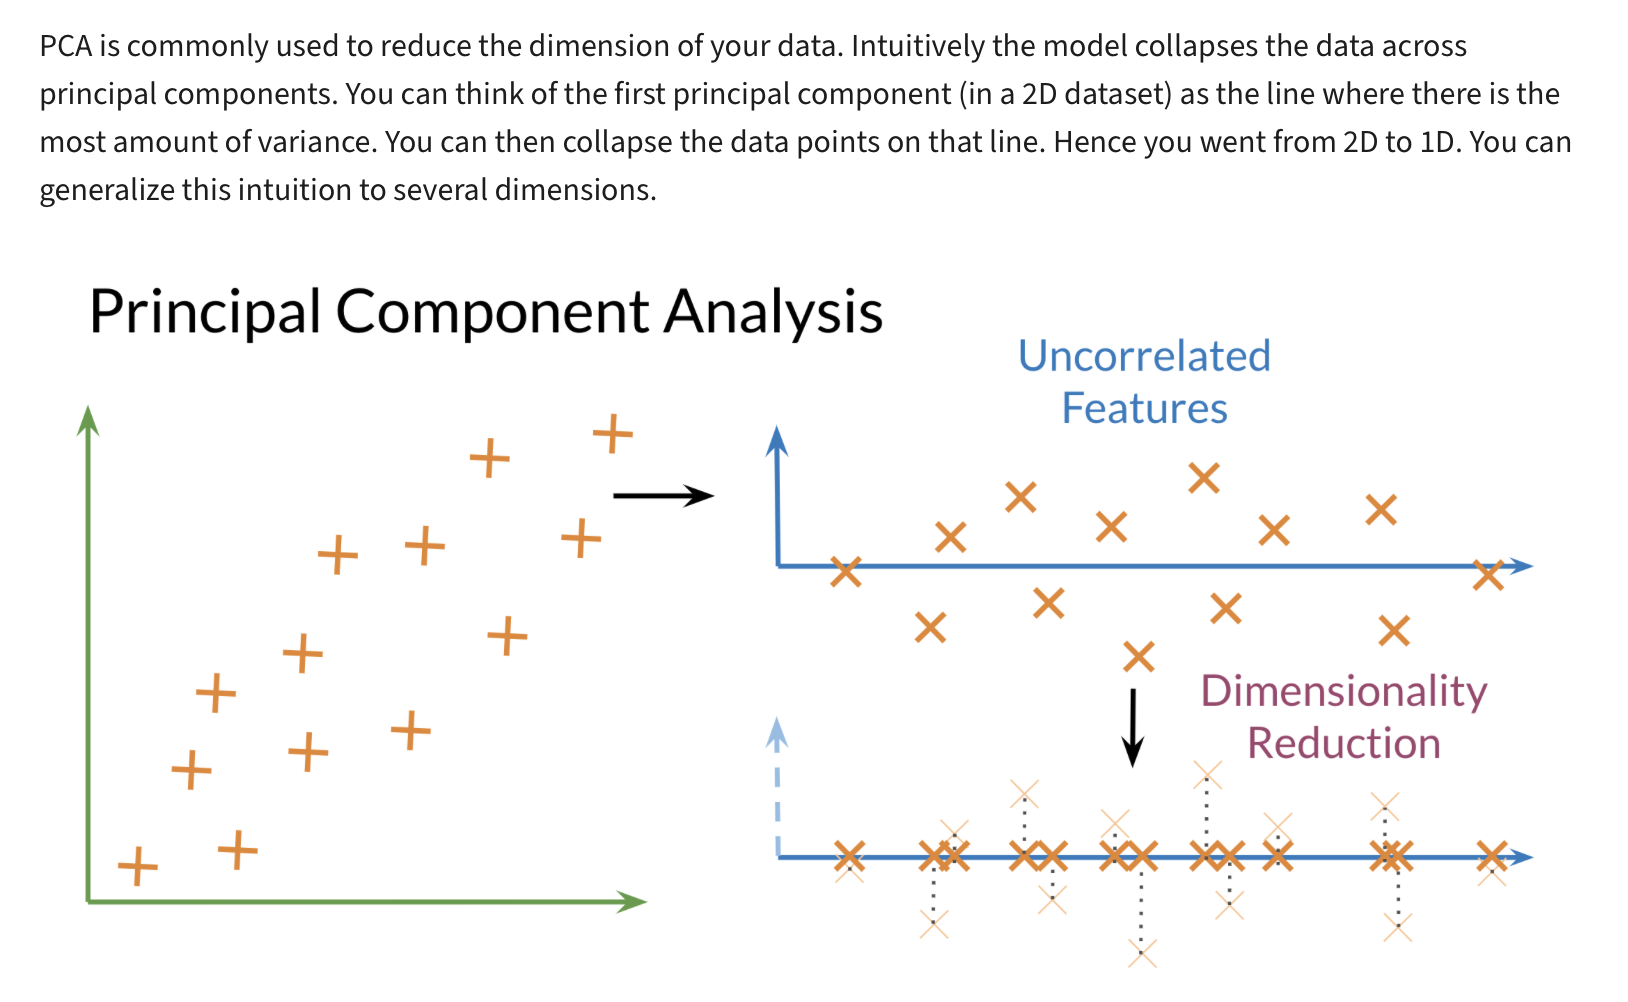 PCA is commonly used to reduce the dimension of your data. Intuitively the model collapses the data across
principal components. You can think of the first principal component (in a 2D dataset) as the line where there is the
most amount of variance. You can then collapse the data points on that line. Hence you went from 2D to 1D. You can
generalize this intuition to several dimensions.
Principal Component Analysis
Uncorrelated
Features
Dimensionality
Reduction